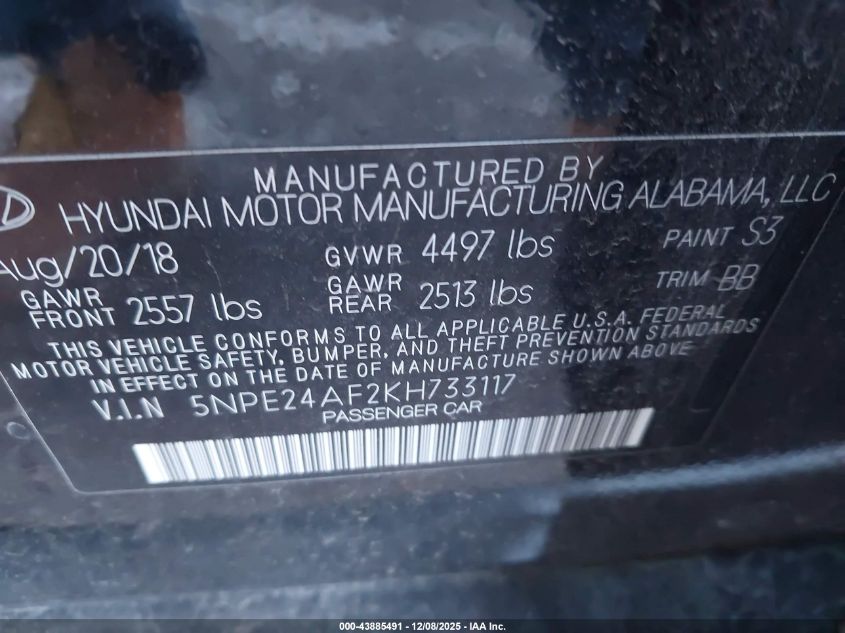 MANUFACTURED BY
HYUNDAI MOTOR MANUFACTURING ALABAMA, LLC
Aug/20/18 GVWR 4497 lbs PAINT S3
GAWR FRONT 2557 lbs GAWR REAR 2513 lbs TRIM BB
THIS VEHICLE CONFORMS TO ALL APPLICABLE U.S.A. FEDERAL
MOTOR VEHICLE SAFETY, BUMPER, AND THEFT PREVENTION STANDARDS
IN EFFECT ON THE DATE OF MANUFACTURE SHOWN ABOVE
V.I.N 5NPE24AF2KH733117
PASSENGER CAR
000-43885491 - 12/08/2025 - IAA Inc.